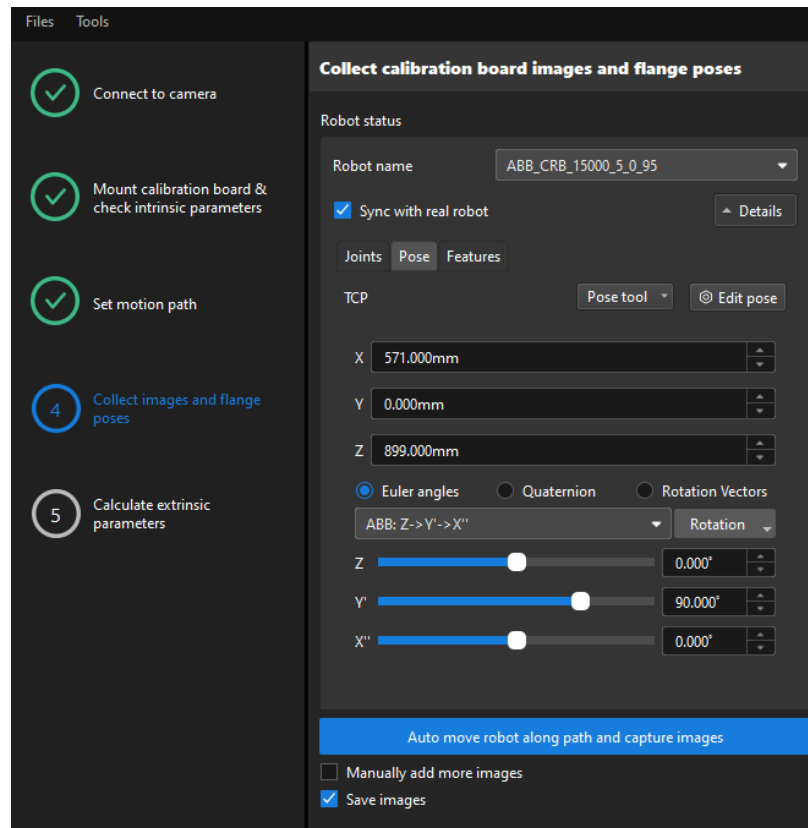 Files Tools
Connect to camera
Mount calibration board &
check intrinsic parameters
Set motion path
4
Collect images and flange
poses
5
Calculate extrinsic
parameters
Collect calibration board images and flange poses
Robot status
Robot name ABB_CRB_15000_5_0_95
Sync with real robot Details
Joints Pose Features
TCP Pose tool Edit pose
X 571.000mm
Y 0.000mm
Z 899.000mm
Euler angles Quaternion Rotation Vectors
ABB: Z->Y'->X'' Rotation
Z 0.000°
Y' 90.000°
X'' 0.000°
Auto move robot along path and capture images
Manually add more images
Save images